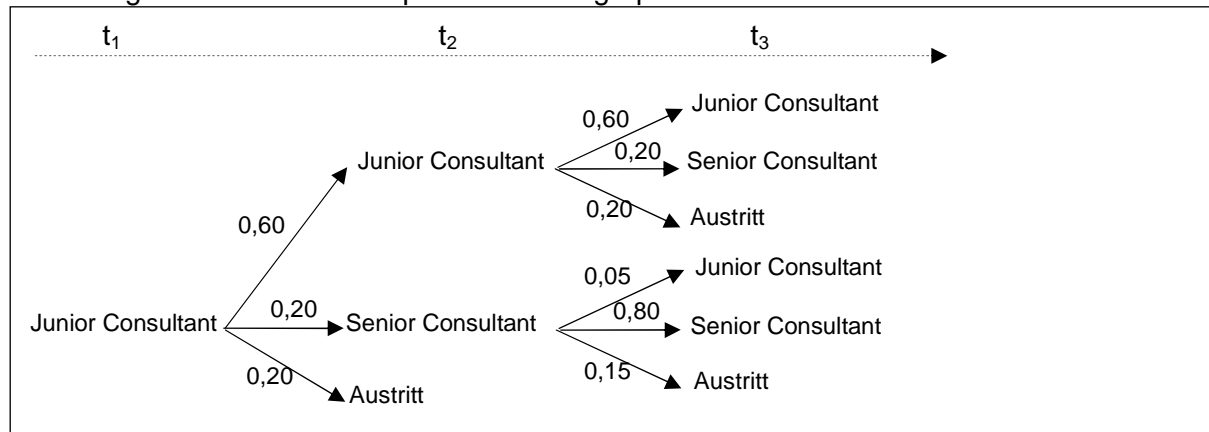 t1 t2 t3
Junior Consultant
0,60
Junior Consultant 0,20 Senior Consultant
0,20 Austritt
0,60
Junior Consultant
0,05
0,80
Junior Consultant 0,20 Senior Consultant Senior Consultant
0,15 Austritt
0,20
Austritt